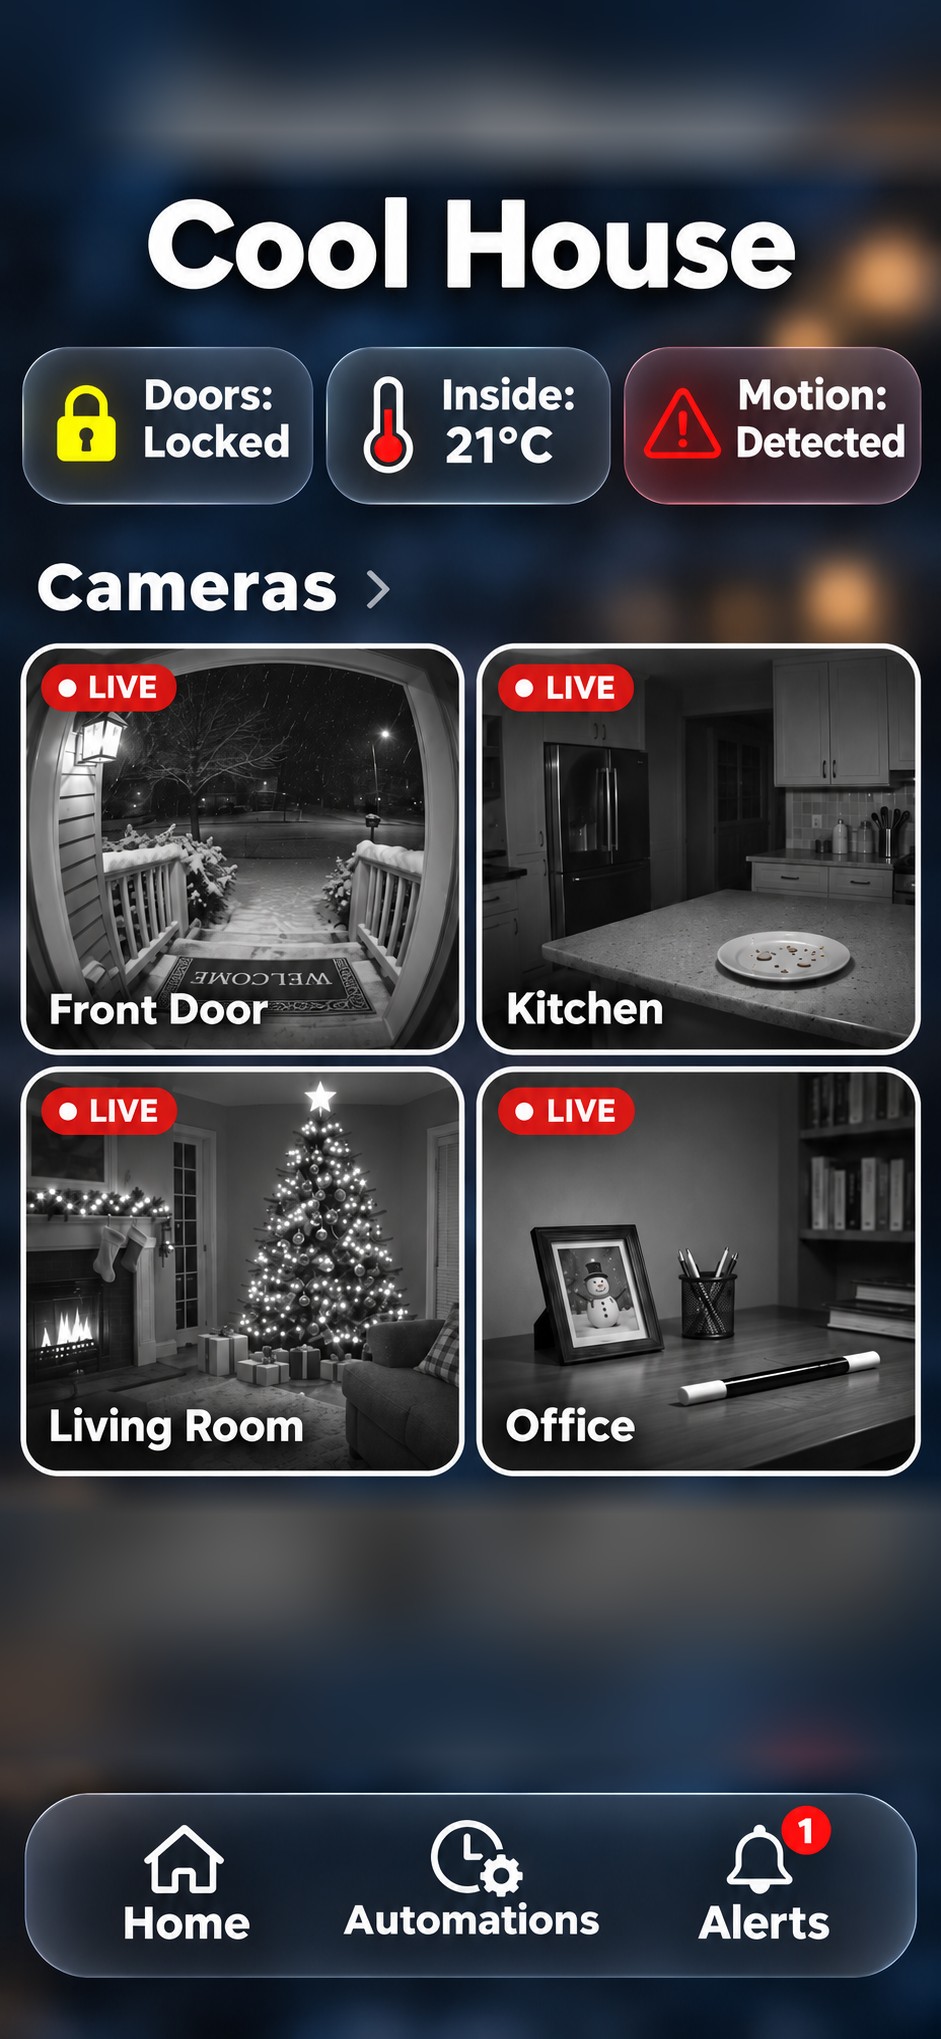 Cool House
Doors:
Locked
Inside:
21°C
Motion:
Detected
Cameras
LIVE
WELCOME
Front Door
LIVE
Kitchen
LIVE
Living Room
LIVE
Office
Home
Automations
1
Alerts